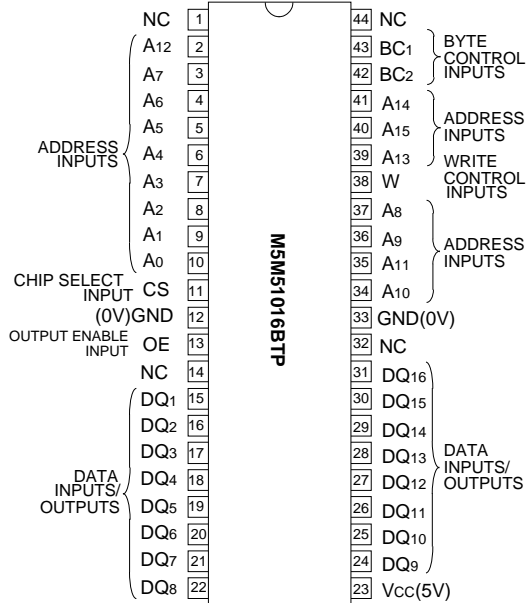 NC 1
A12 2
A7 3
A6 4
A5 5
A4 6
A3 7
A2 8
A1 9
A0 10
ADDRESS
INPUTS
CHIP SELECT
INPUT CS 11
(0V)GND 12
OUTPUT ENABLE
INPUT OE 13
NC 14
DQ1 15
DQ2 16
DQ3 17
DQ4 18
DQ5 19
DQ6 20
DQ7 21
DQ8 22
DATA
INPUTS/
OUTPUTS
M5M51016BTP
44 NC
43 BC1
42 BC2
BYTE
CONTROL
INPUTS
41 A14
40 A15
39 A13
ADDRESS
INPUTS
38 W
WRITE
CONTROL
INPUTS
37 A8
36 A9
35 A11
34 A10
ADDRESS
INPUTS
33 GND(0V)
32 NC
31 DQ16
30 DQ15
29 DQ14
28 DQ13
27 DQ12
26 DQ11
25 DQ10
24 DQ9
DATA
INPUTS/
OUTPUTS
23 VCC(5V)